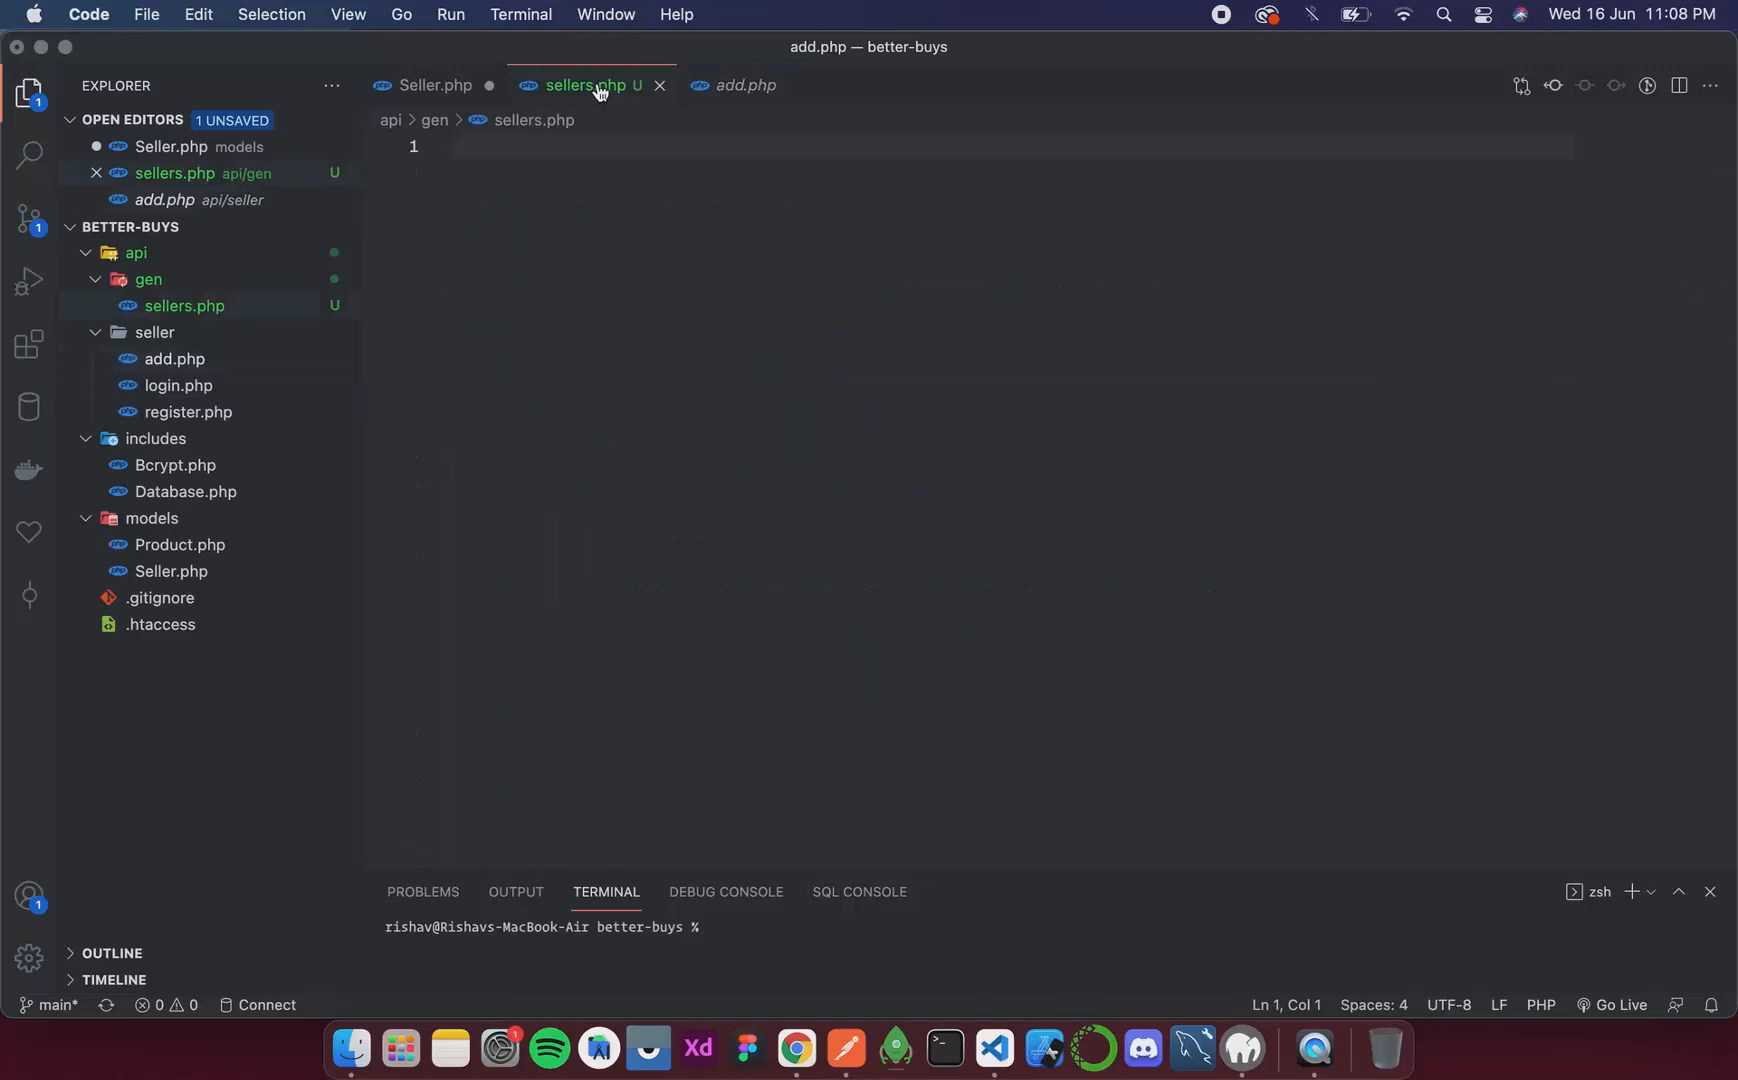 Code File Edit Selection View Go Run Terminal Window Help
Wed 16 Jun 11:08 PM
add.php — better-buys
EXPLORER
Seller.php
sellers.php U
add.php
OPEN EDITORS 1 UNSAVED
api > gen > sellers.php
1
Seller.php models
sellers.php api/gen U
add.php api/seller
BETTER-BUYS
api
gen
sellers.php U
seller
add.php
login.php
register.php
includes
Bcrypt.php
Database.php
models
Product.php
Seller.php
.gitignore
.htaccess
1
1
1
PROBLEMS OUTPUT TERMINAL DEBUG CONSOLE SQL CONSOLE
zsh
rishav@Rishavs-MacBook-Air better-buys %
OUTLINE
TIMELINE
main* 0 0 Connect
Ln 1, Col 1 Spaces: 4 UTF-8 LF PHP Go Live
1
Xd